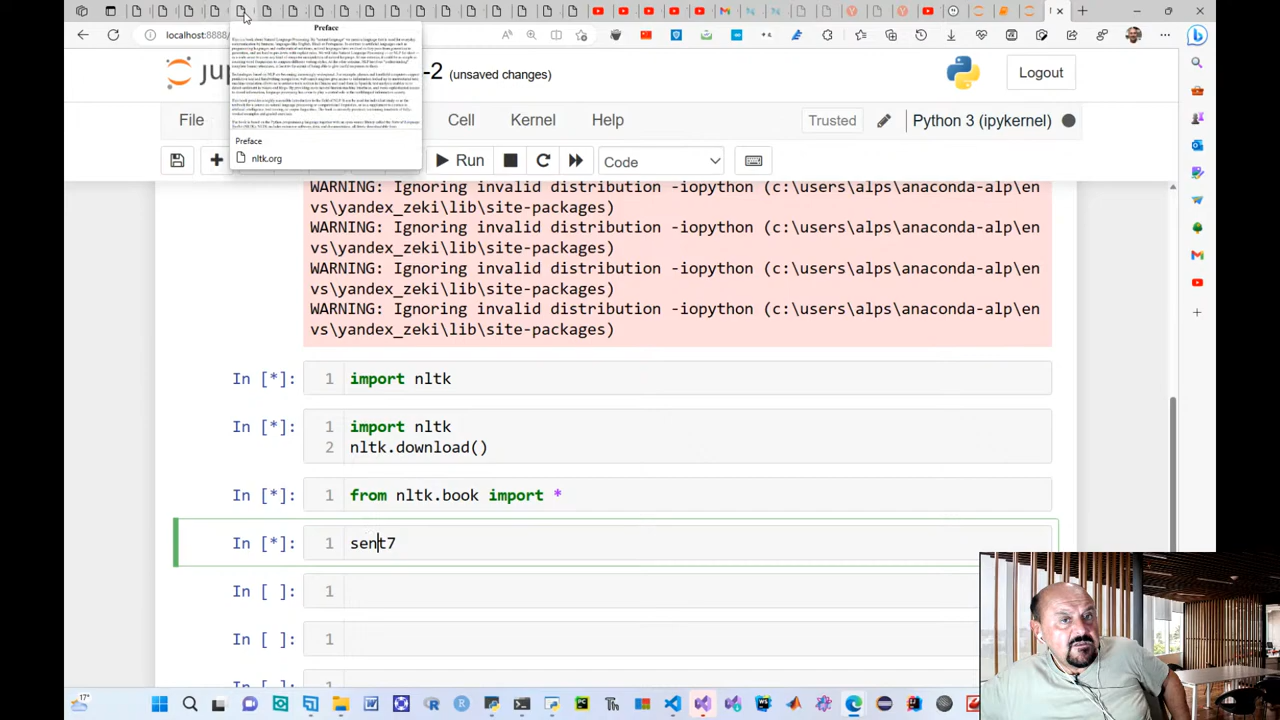 localhost:8888/
Preface
Preface
nltk.org
-2 (unsaved changes)
Logout
File
Cell
Kernel
Help
Trusted
Python 3 (ipykernel)
Run
Code
WARNING: Ignoring invalid distribution -iopython (c:\users\alps\anaconda-alp\en
vs\yandex_zeki\lib\site-packages)
WARNING: Ignoring invalid distribution -iopython (c:\users\alps\anaconda-alp\en
vs\yandex_zeki\lib\site-packages)
WARNING: Ignoring invalid distribution -iopython (c:\users\alps\anaconda-alp\en
vs\yandex_zeki\lib\site-packages)
WARNING: Ignoring invalid distribution -iopython (c:\users\alps\anaconda-alp\en
vs\yandex_zeki\lib\site-packages)
In [*]: 1 import nltk
In [*]: 1 import nltk
2 nltk.download()
In [*]: 1 from nltk.book import *
In [*]: 1 sent7
In [ ]: 1
In [ ]: 1
17°